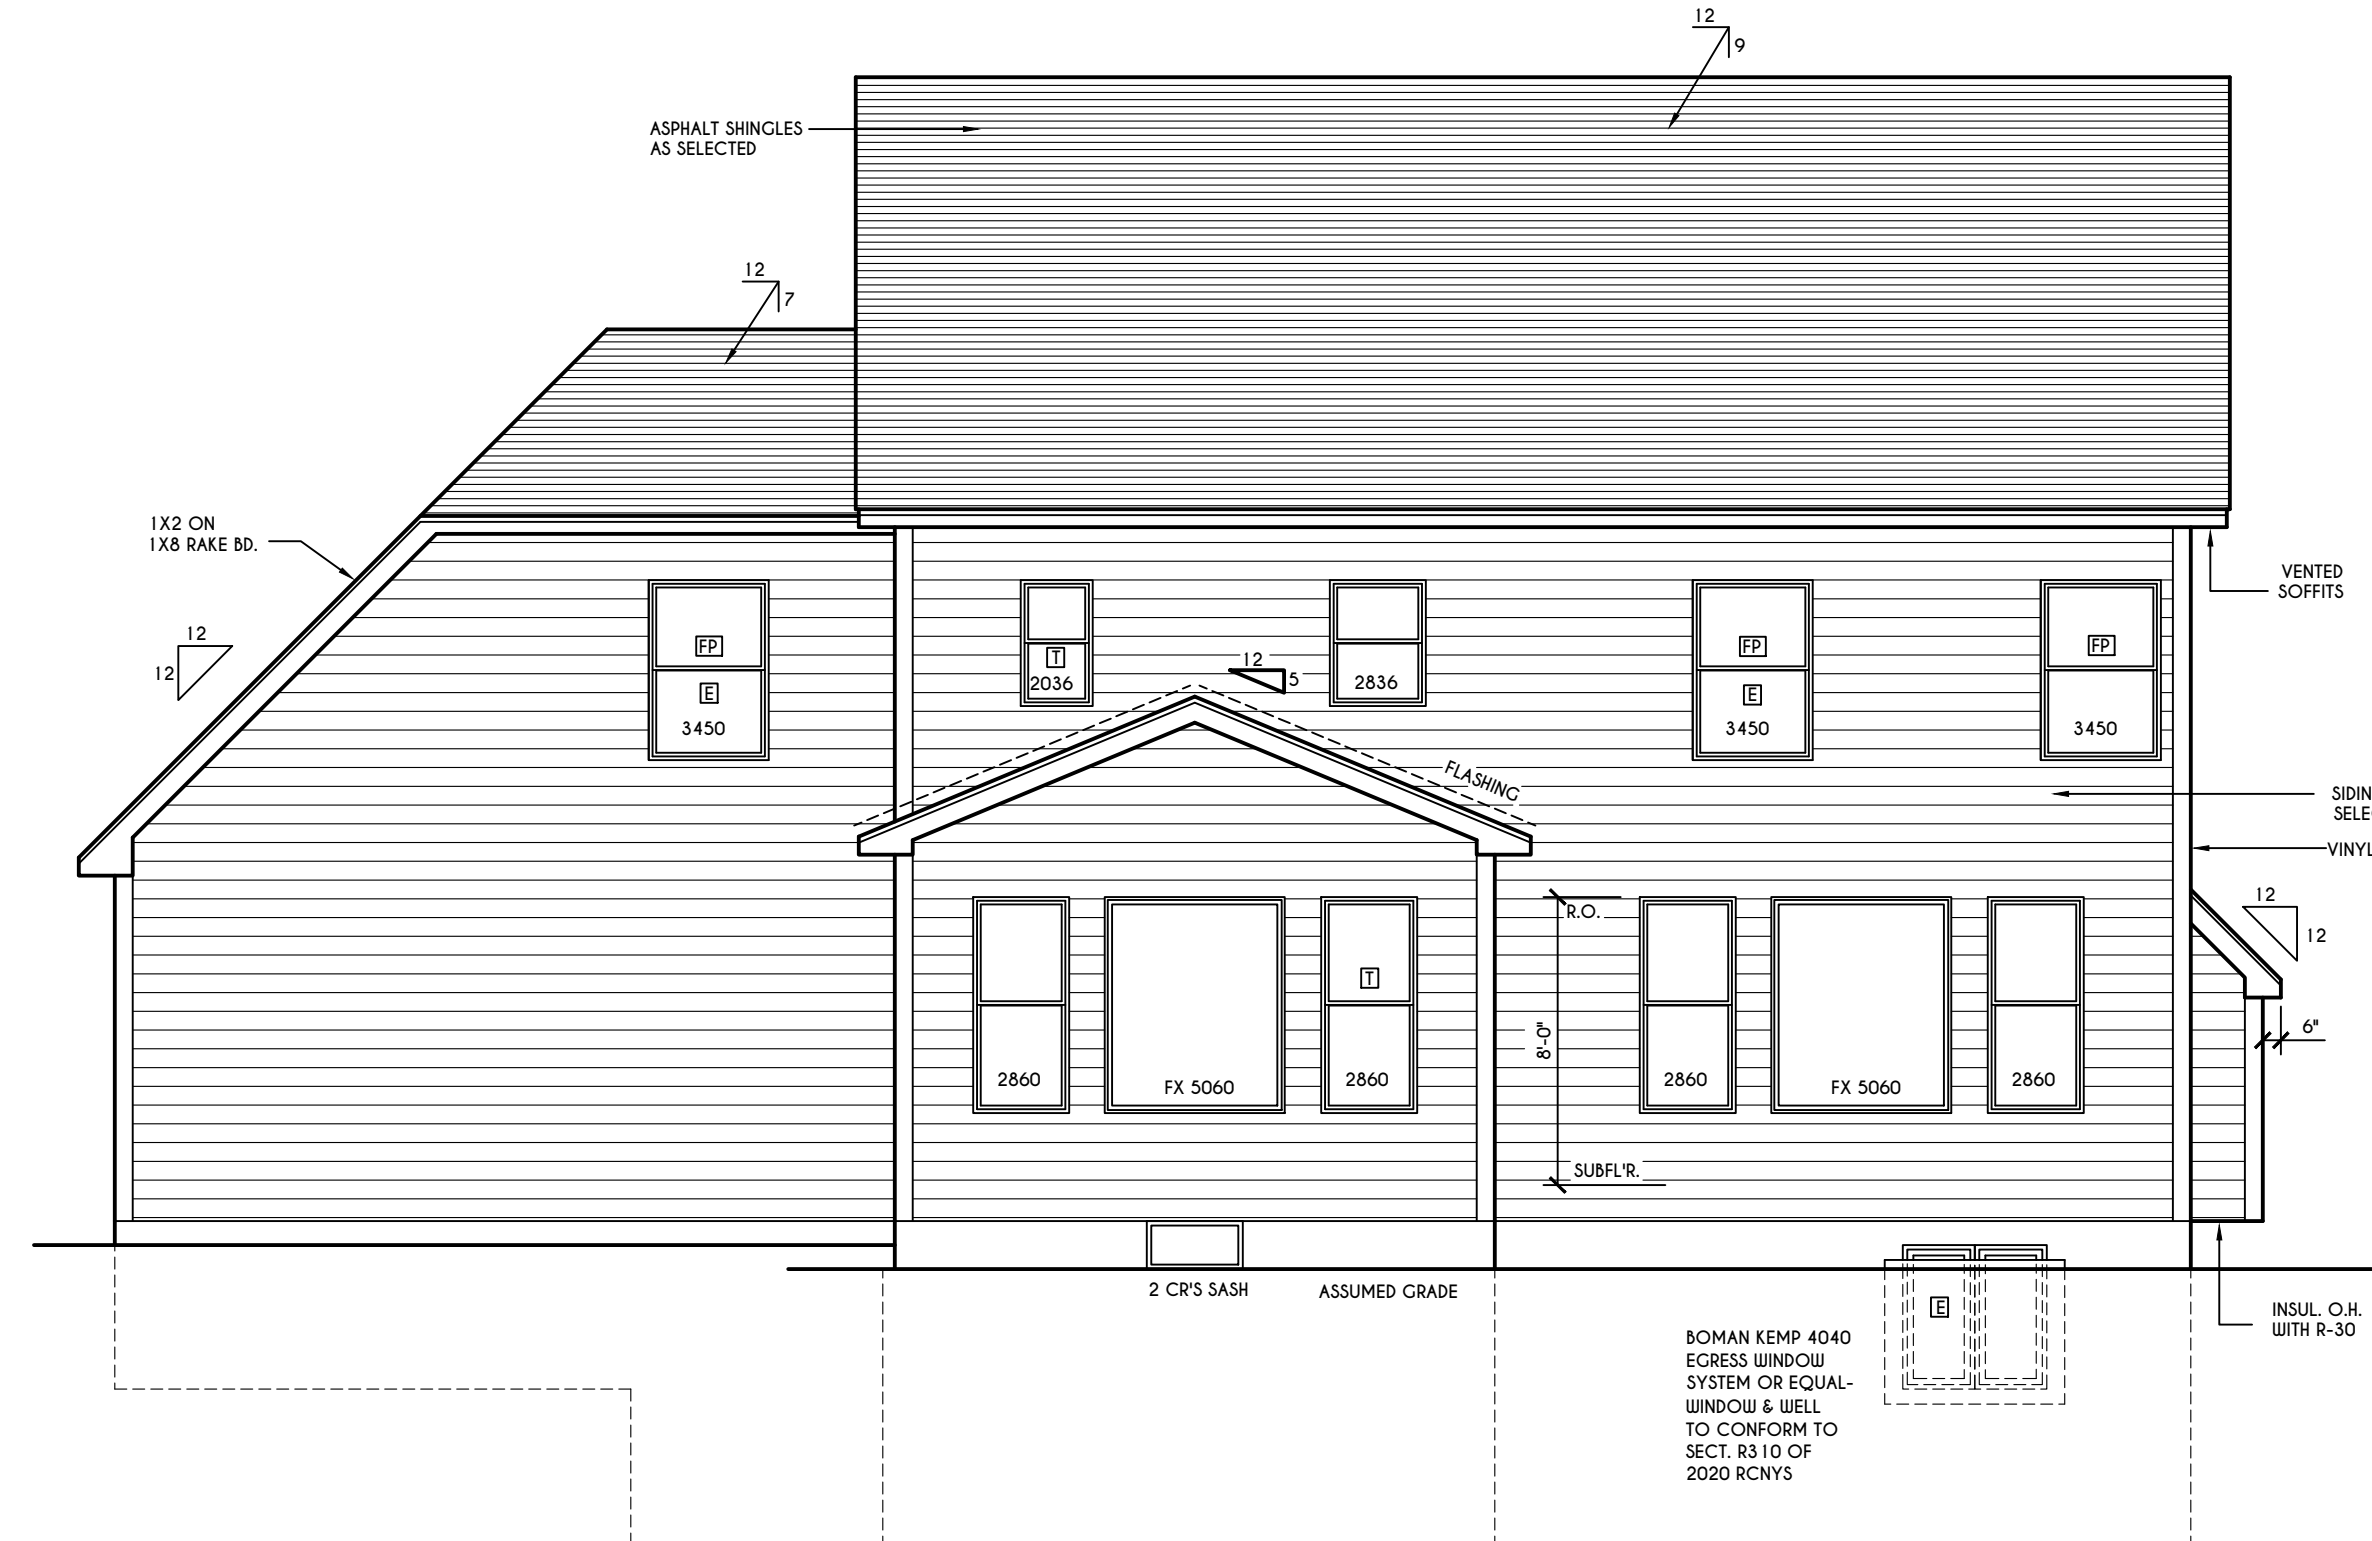 12
9
ASPHALT SHINGLES
AS SELECTED
12
7
1X2 ON
1X8 RAKE BD.
VENTED
SOFFITS
12
12
FP
E
3450
T
2036
12
5
2836
FP
E
3450
FP
3450
FLASHING
SIDIN
SELE
VINYL
12
12
R.O.
8'-0"
SUBFL'R.
6"
2860
FX 5060
T
2860
2860
FX 5060
2860
2 CR'S SASH
ASSUMED GRADE
E
INSUL. O.H.
WITH R-30
BOMAN KEMP 4040
EGRESS WINDOW
SYSTEM OR EQUAL-
WINDOW & WELL
TO CONFORM TO
SECT. R310 OF
2020 RCNYS